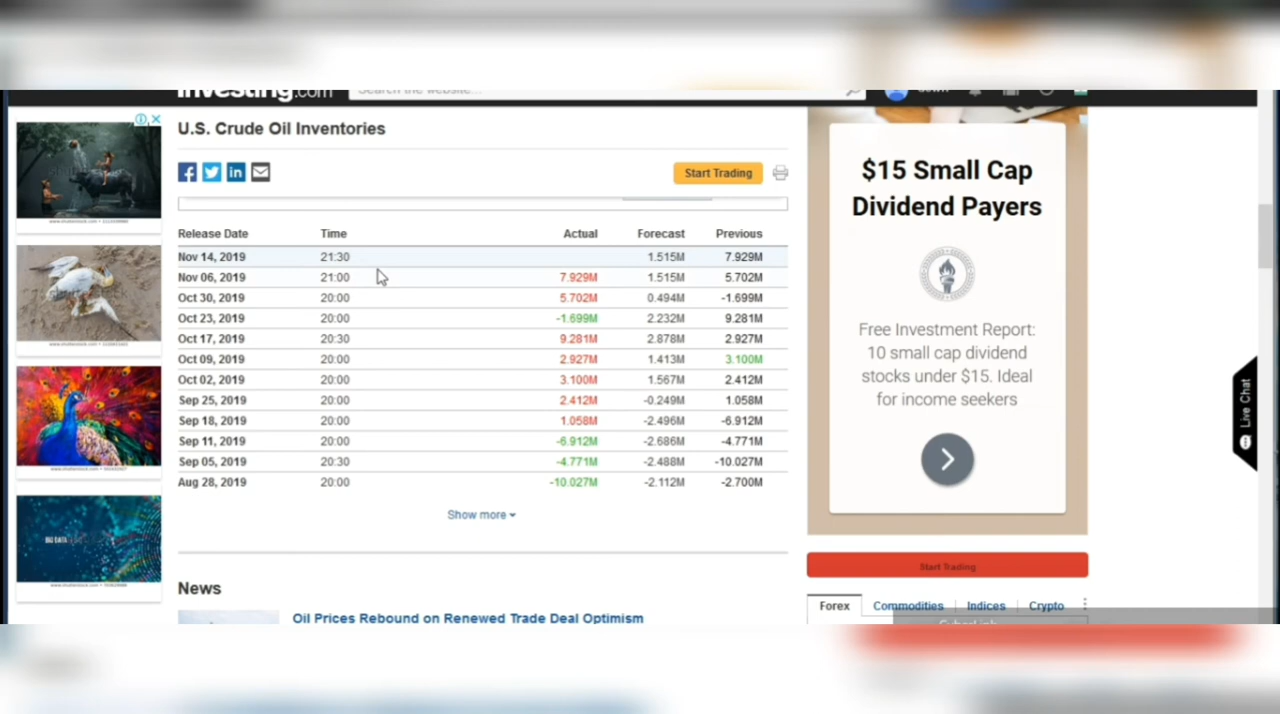 Investing.com Search the website...
U.S. Crude Oil Inventories
Start Trading
Release Date Time Actual Forecast Previous
Nov 14, 2019 21:30 1.515M 7.929M
Nov 06, 2019 21:00 7.929M 1.515M 5.702M
Oct 30, 2019 20:00 5.702M 0.494M -1.699M
Oct 23, 2019 20:00 -1.699M 2.232M 9.281M
Oct 17, 2019 20:30 9.281M 2.878M 2.927M
Oct 09, 2019 20:00 2.927M 1.413M 3.100M
Oct 02, 2019 20:00 3.100M 1.567M 2.412M
Sep 25, 2019 20:00 2.412M -0.249M 1.058M
Sep 18, 2019 20:00 1.058M -2.496M -6.912M
Sep 11, 2019 20:00 -6.912M -2.686M -4.771M
Sep 05, 2019 20:30 -4.771M -2.488M -10.027M
Aug 28, 2019 20:00 -10.027M -2.112M -2.700M
Show more
News
Oil Prices Rebound on Renewed Trade Deal Optimism
BIG DATA
$15 Small Cap
Dividend Payers
Free Investment Report:
10 small cap dividend
stocks under $15. Ideal
for income seekers
Start Trading
Forex Commodities Indices Crypto
CyberLink
Live Chat